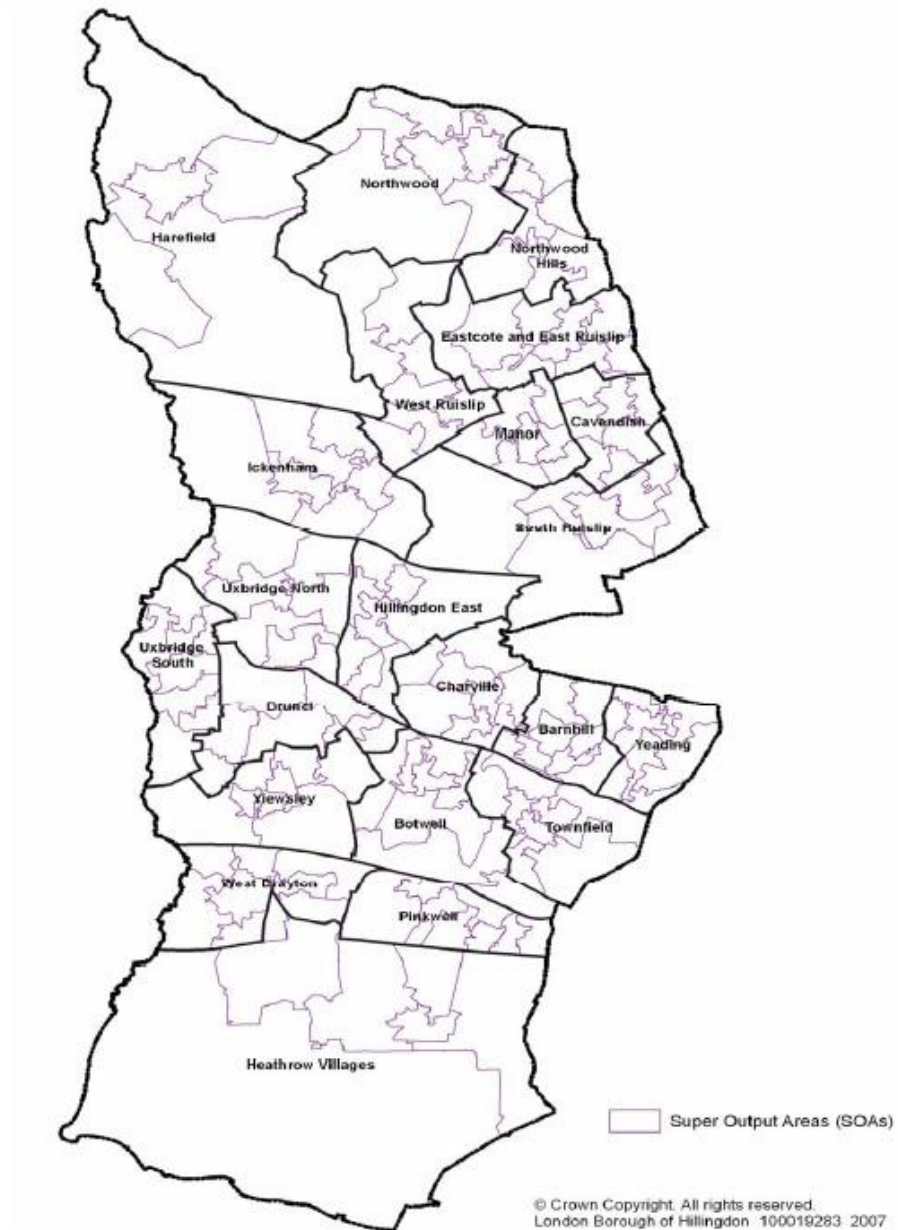 Northwood
Harefield
Northwood
Hills
Eastcote and East Ruislip
West Ruislip
Cavendish
Manor
Ickenham
South Ruislip
Uxbridge North
Hillingdon East
Uxbridge
South
Charville
Brunel
Barnhill
Yeading
Yiewsley
Botwell
Townfield
West Drayton
Pinkwell
Heathrow Villages
Super Output Areas (SOAs)
© Crown Copyright. All rights reserved.
London Borough of Hillingdon 100019283 2007